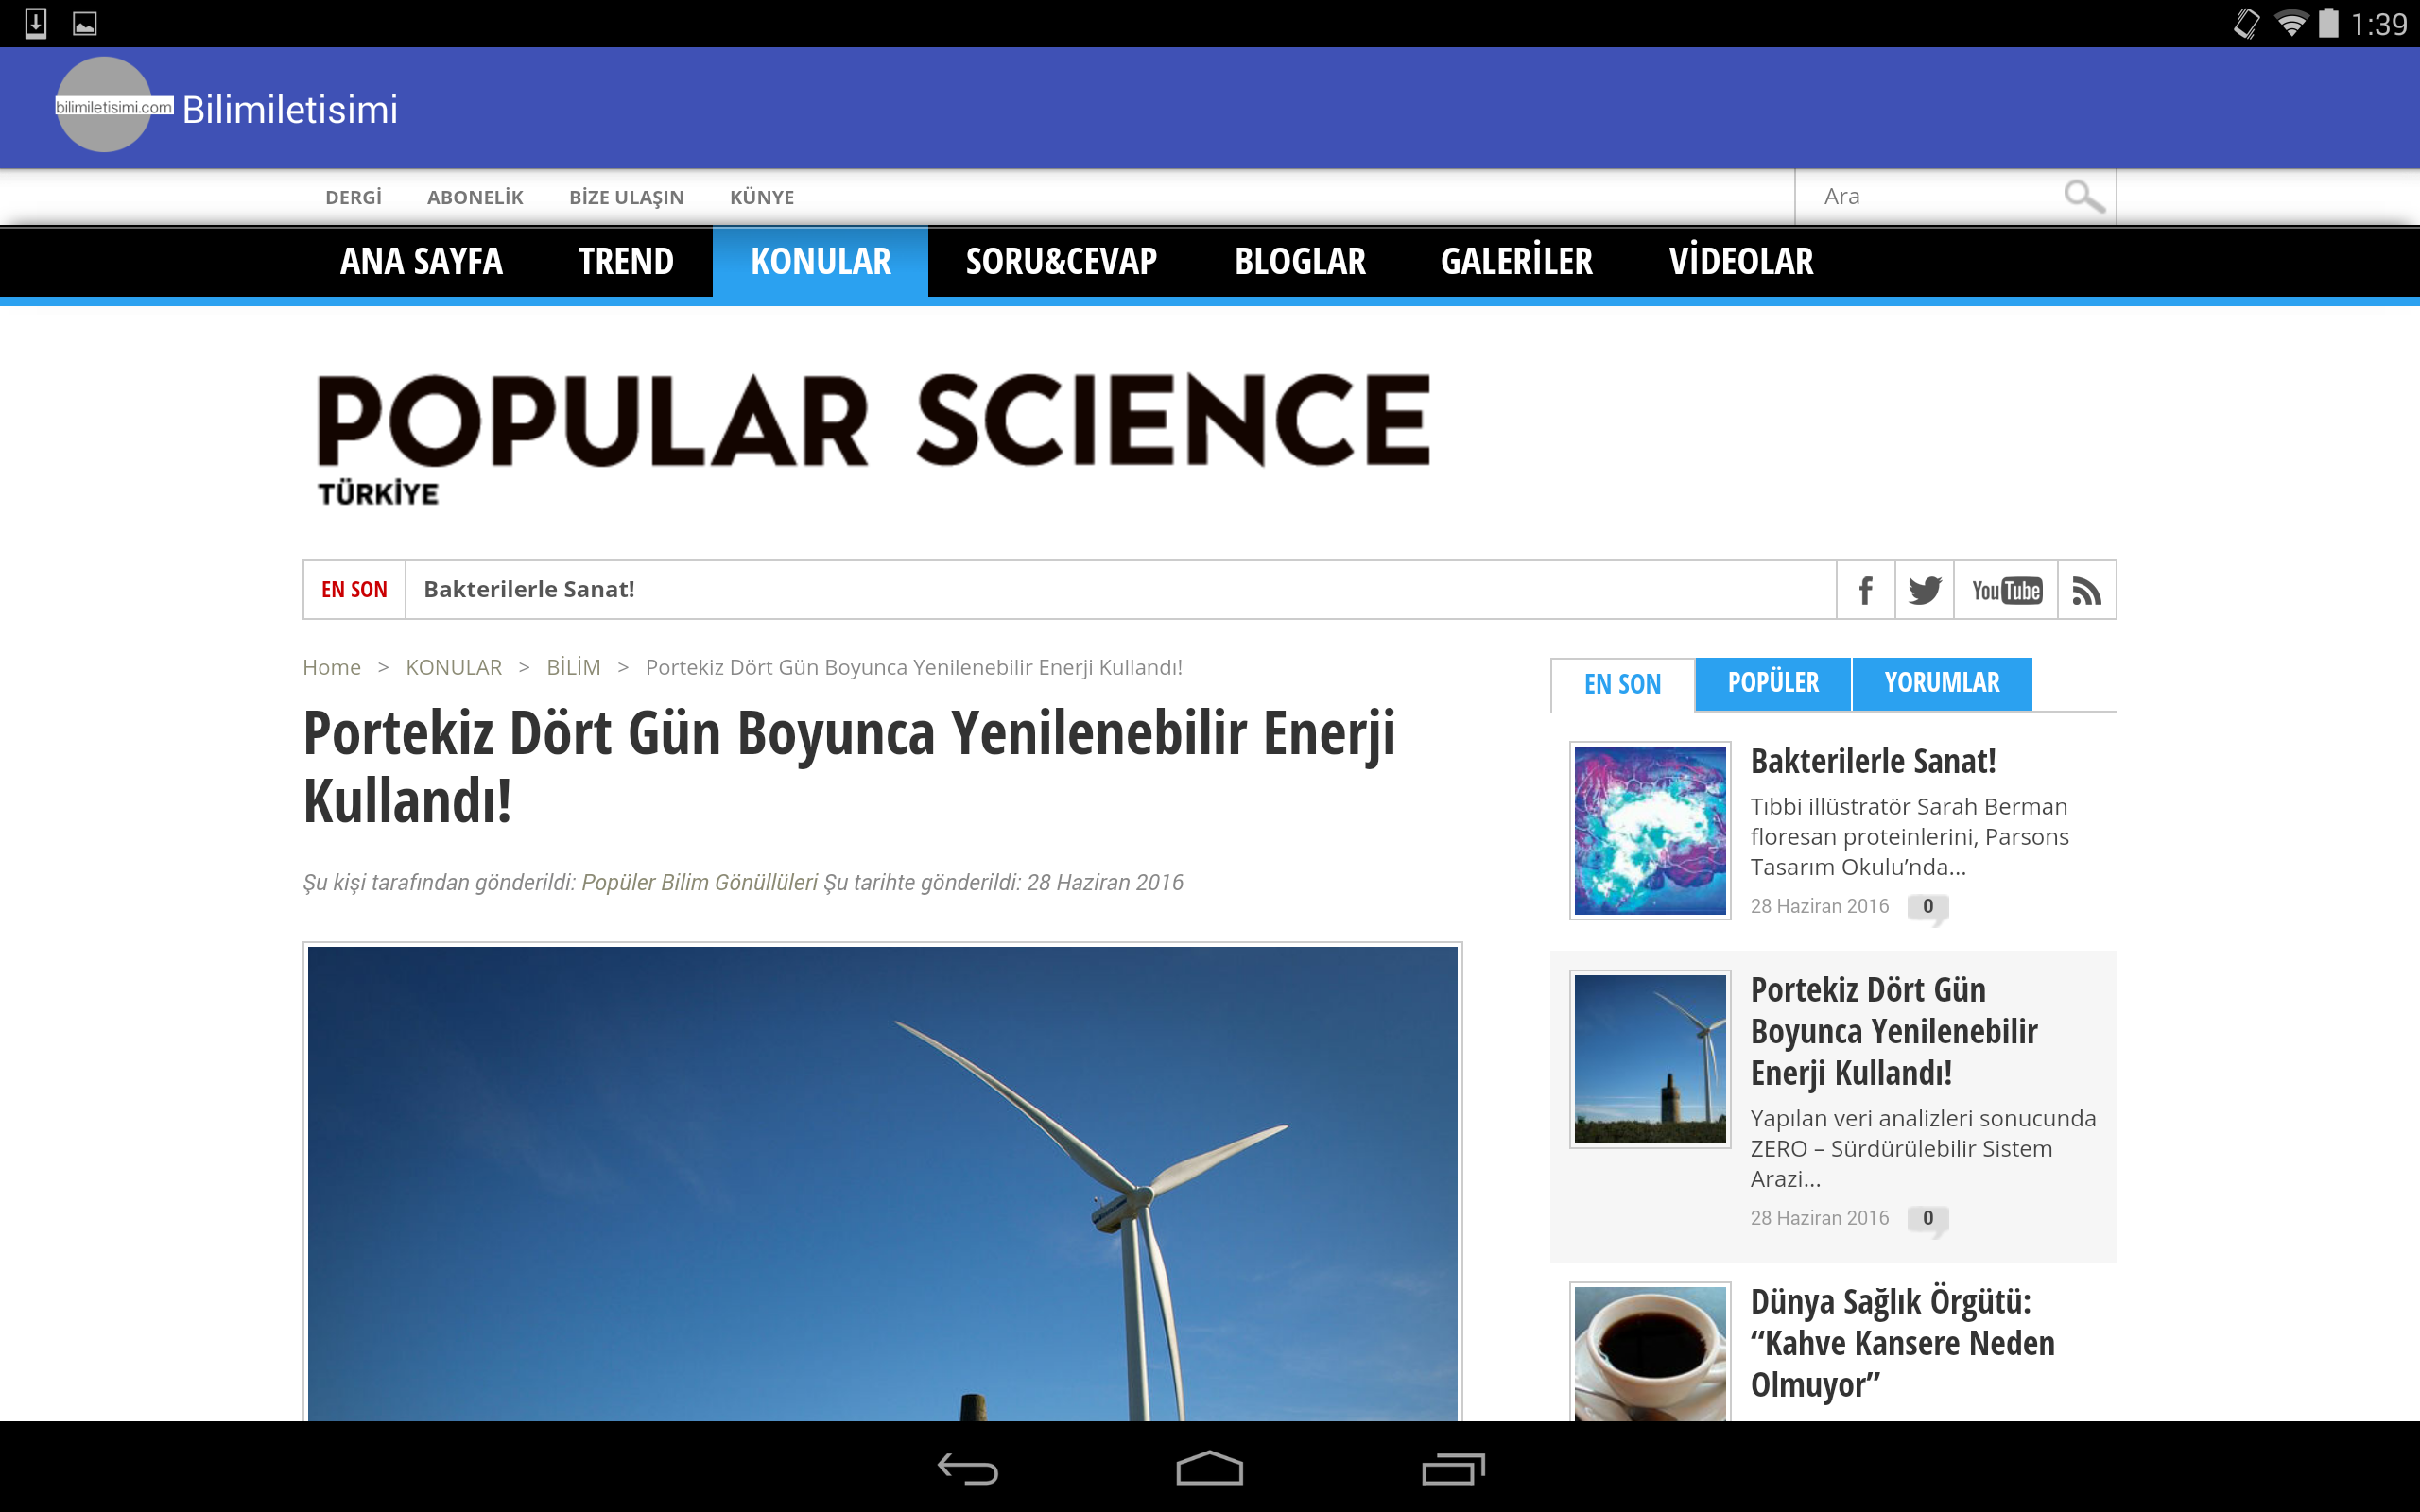 1:39
bilimiletisimi.com
Bilimiletisimi
DERGİ ABONELİK BİZE ULAŞIN KÜNYE
Ara
ANA SAYFA TREND KONULAR SORU&CEVAP BLOGLAR GALERİLER VİDEOLAR
POPULAR SCIENCE
TÜRKİYE
EN SON Bakterilerle Sanat!
f You Tube
Home > KONULAR > BİLİM > Portekiz Dört Gün Boyunca Yenilenebilir Enerji Kullandı!
Portekiz Dört Gün Boyunca Yenilenebilir Enerji
Kullandı!
Şu kişi tarafından gönderildi: Popüler Bilim Gönüllüleri Şu tarihte gönderildi: 28 Haziran 2016
EN SON POPÜLER YORUMLAR
Bakterilerle Sanat!
Tıbbi illüstratör Sarah Berman
floresan proteinlerini, Parsons
Tasarım Okulu’nda...
28 Haziran 2016 0
Portekiz Dört Gün
Boyunca Yenilenebilir
Enerji Kullandı!
Yapılan veri analizleri sonucunda
ZERO – Sürdürülebilir Sistem
Arazi...
28 Haziran 2016 0
Dünya Sağlık Örgütü:
“Kahve Kansere Neden
Olmuyor”